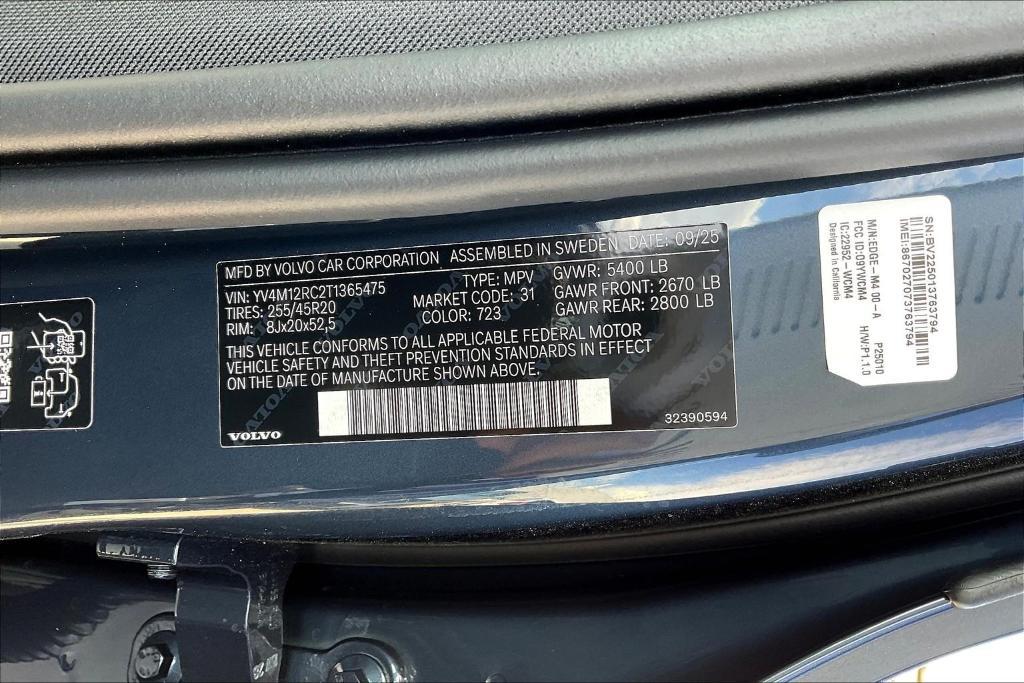 MFD BY VOLVO CAR CORPORATION ASSEMBLED IN SWEDEN DATE: 09/25
VIN: YV4M12RC2T1365475 TYPE: MPV GVWR: 5400 LB
TIRES: 255/45R20 MARKET CODE: 31 GAWR FRONT: 2670 LB
RIM: 8Jx20x52,5 COLOR: 723 GAWR REAR: 2800 LB
THIS VEHICLE CONFORMS TO ALL APPLICABLE FEDERAL MOTOR
VEHICLE SAFETY AND THEFT PREVENTION STANDARDS IN EFFECT
ON THE DATE OF MANUFACTURE SHOWN ABOVE.
VOLVO
32390594
SN:BV225013763794
IMEI:867027073763794
M/N:EDGE-M4 00-A P25010
FCC ID:O9YWCM4 H/W:P1.1.0
IC:22952-WCM4
Designed in California